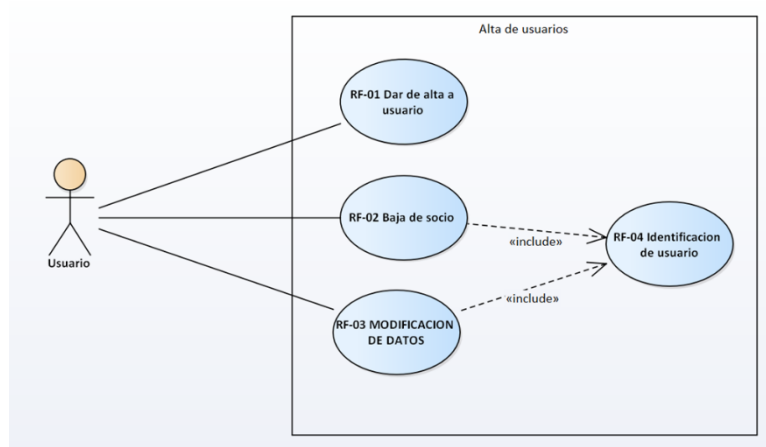 Alta de usuarios
RF-01 Dar de alta a
usuario
RF-02 Baja de socio
«include»
RF-04 Identificacion
de usuario
Usuario
«include»
RF-03 MODIFICACION
DE DATOS